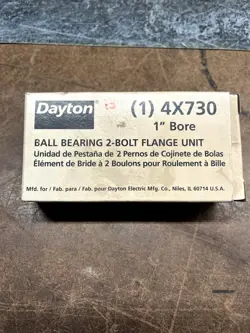 Dayton
(1) 4X730
1" Bore
BALL BEARING 2-BOLT FLANGE UNIT
Unidad de Pestaña de 2 Pernos de Cojinete de Bolas
Élément de Bride à 2 Boulons pour Roulement à Bille
Mfd. for / Fab. para / Fab. pour Dayton Electric Mfg. Co., Niles, IL 60714 U.S.A.